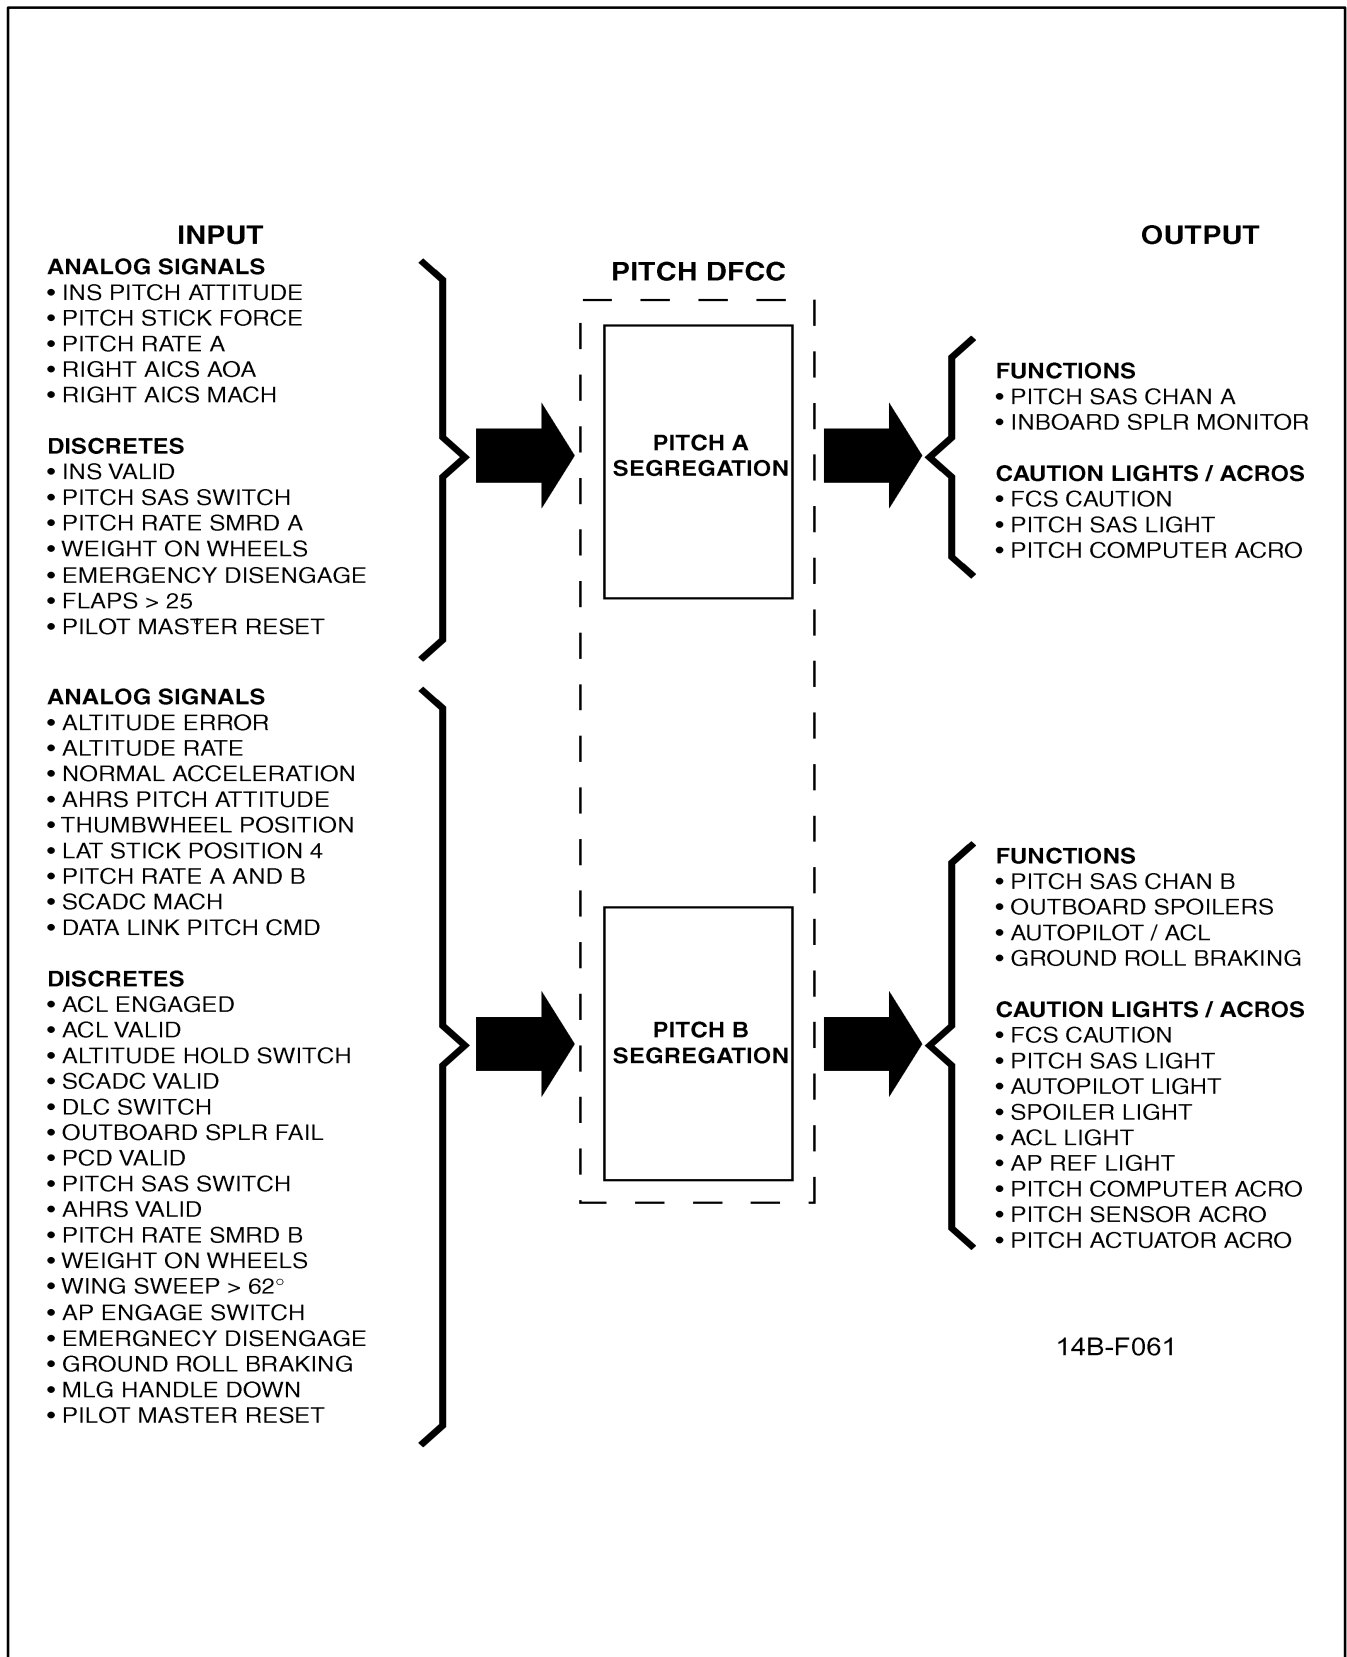 INPUT
ANALOG SIGNALS
• INS PITCH ATTITUDE
• PITCH STICK FORCE
• PITCH RATE A
• RIGHT AICS AOA
• RIGHT AICS MACH
DISCRETES
• INS VALID
• PITCH SAS SWITCH
• PITCH RATE SMRD A
• WEIGHT ON WHEELS
• EMERGENCY DISENGAGE
• FLAPS > 25
• PILOT MASTER RESET
ANALOG SIGNALS
• ALTITUDE ERROR
• ALTITUDE RATE
• NORMAL ACCELERATION
• AHRS PITCH ATTITUDE
• THUMBWHEEL POSITION
• LAT STICK POSITION 4
• PITCH RATE A AND B
• SCADC MACH
• DATA LINK PITCH CMD
DISCRETES
• ACL ENGAGED
• ACL VALID
• ALTITUDE HOLD SWITCH
• SCADC VALID
• DLC SWITCH
• OUTBOARD SPLR FAIL
• PCD VALID
• PITCH SAS SWITCH
• AHRS VALID
• PITCH RATE SMRD B
• WEIGHT ON WHEELS
• WING SWEEP > 62°
• AP ENGAGE SWITCH
• EMERGNECY DISENGAGE
• GROUND ROLL BRAKING
• MLG HANDLE DOWN
• PILOT MASTER RESET
PITCH DFCC
PITCH A
SEGREGATION
PITCH B
SEGREGATION
OUTPUT
FUNCTIONS
• PITCH SAS CHAN A
• INBOARD SPLR MONITOR
CAUTION LIGHTS / ACROS
• FCS CAUTION
• PITCH SAS LIGHT
• PITCH COMPUTER ACRO
FUNCTIONS
• PITCH SAS CHAN B
• OUTBOARD SPOILERS
• AUTOPILOT / ACL
• GROUND ROLL BRAKING
CAUTION LIGHTS / ACROS
• FCS CAUTION
• PITCH SAS LIGHT
• AUTOPILOT LIGHT
• SPOILER LIGHT
• ACL LIGHT
• AP REF LIGHT
• PITCH COMPUTER ACRO
• PITCH SENSOR ACRO
• PITCH ACTUATOR ACRO
14B-F061